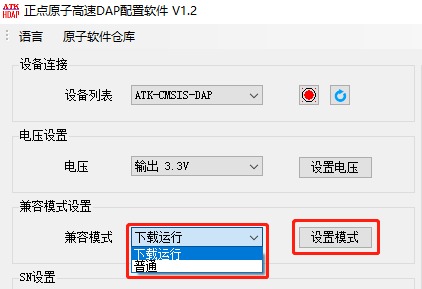 ATK
HDAP
正点原子高速DAP配置软件 V1.2
语言 原子软件仓库
设备连接
设备列表 ATK-CMSIS-DAP
电压设置
电压 输出 3.3V 设置电压
兼容模式设置
兼容模式 下载运行 设置模式
下载运行
普通
SN设置